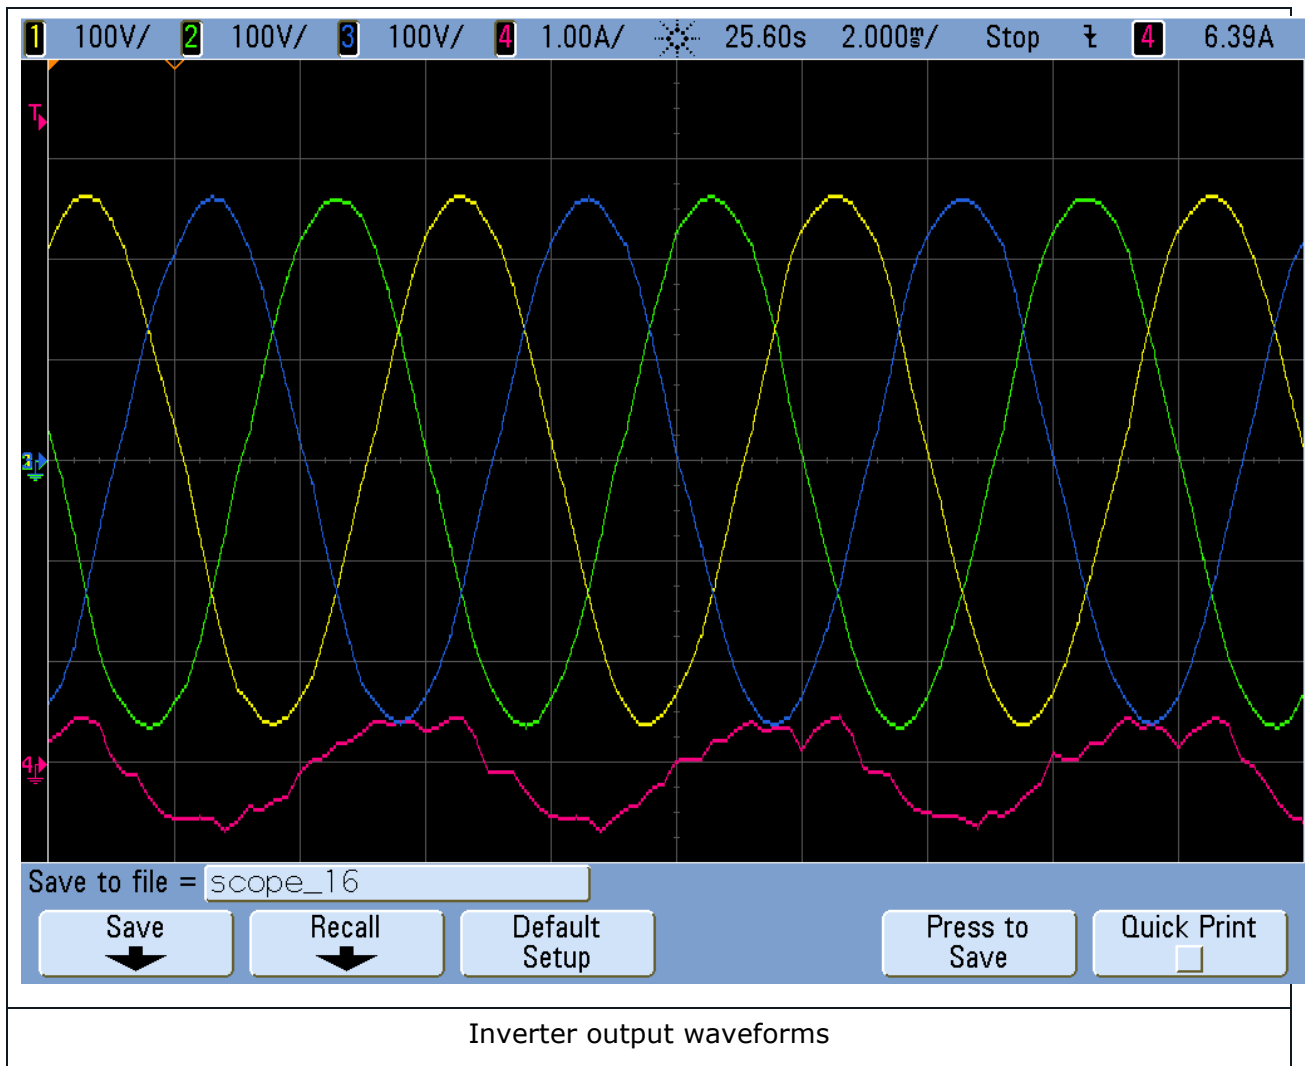 1 100V/ 2 100V/ 3 100V/ 4 1.00A/ 25.60s 2.000ms/ Stop 4 6.39A
T
4
Save to file = scope_16
Save Recall Default Setup Press to Save Quick Print
Inverter output waveforms